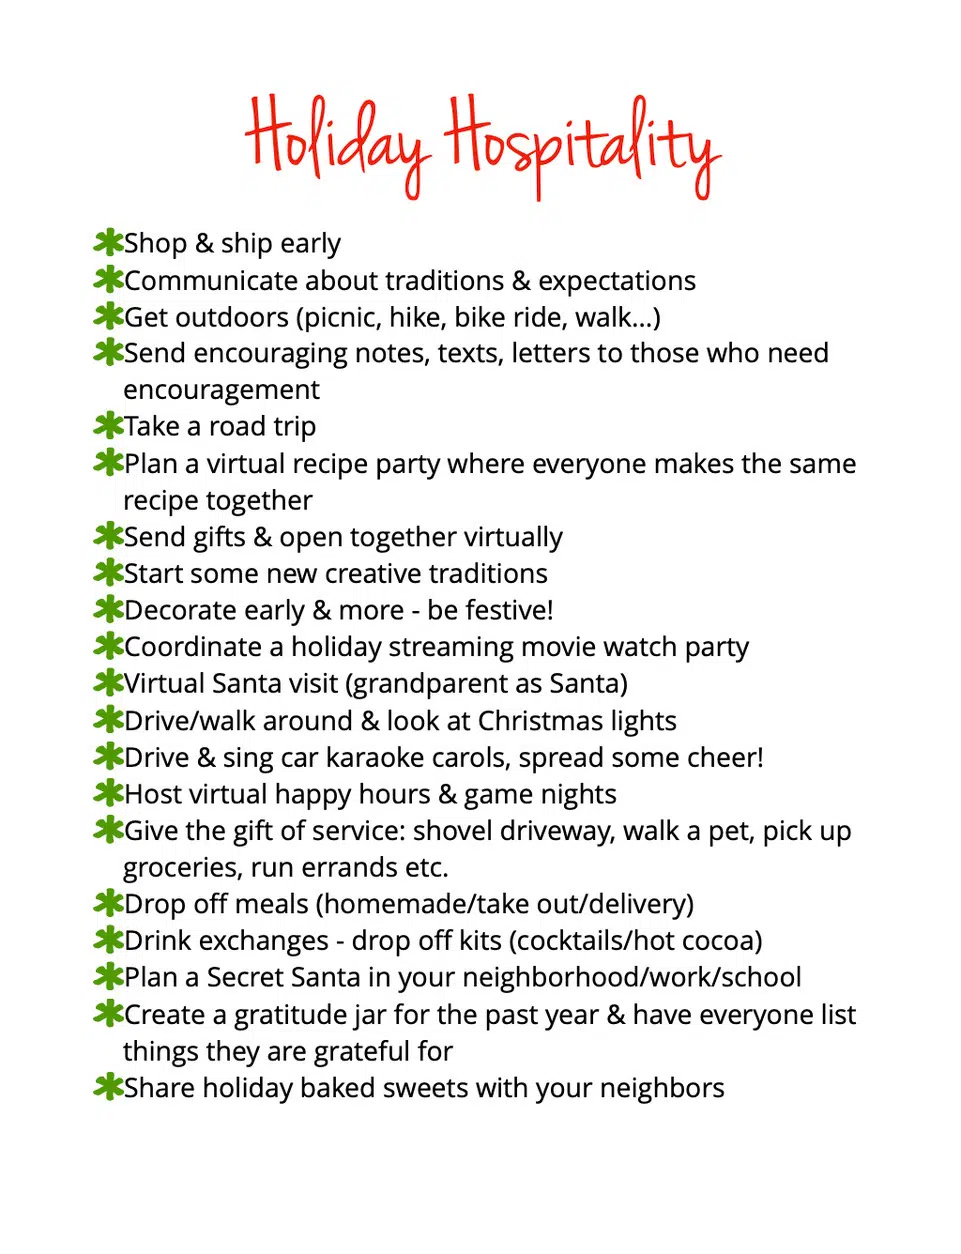 Holiday Hospitality
✱Shop & ship early
✱Communicate about traditions & expectations
✱Get outdoors (picnic, hike, bike ride, walk...)
✱Send encouraging notes, texts, letters to those who need
encouragement
✱Take a road trip
✱Plan a virtual recipe party where everyone makes the same
recipe together
✱Send gifts & open together virtually
✱Start some new creative traditions
✱Decorate early & more - be festive!
✱Coordinate a holiday streaming movie watch party
✱Virtual Santa visit (grandparent as Santa)
✱Drive/walk around & look at Christmas lights
✱Drive & sing car karaoke carols, spread some cheer!
✱Host virtual happy hours & game nights
✱Give the gift of service: shovel driveway, walk a pet, pick up
groceries, run errands etc.
✱Drop off meals (homemade/take out/delivery)
✱Drink exchanges - drop off kits (cocktails/hot cocoa)
✱Plan a Secret Santa in your neighborhood/work/school
✱Create a gratitude jar for the past year & have everyone list
things they are grateful for
✱Share holiday baked sweets with your neighbors